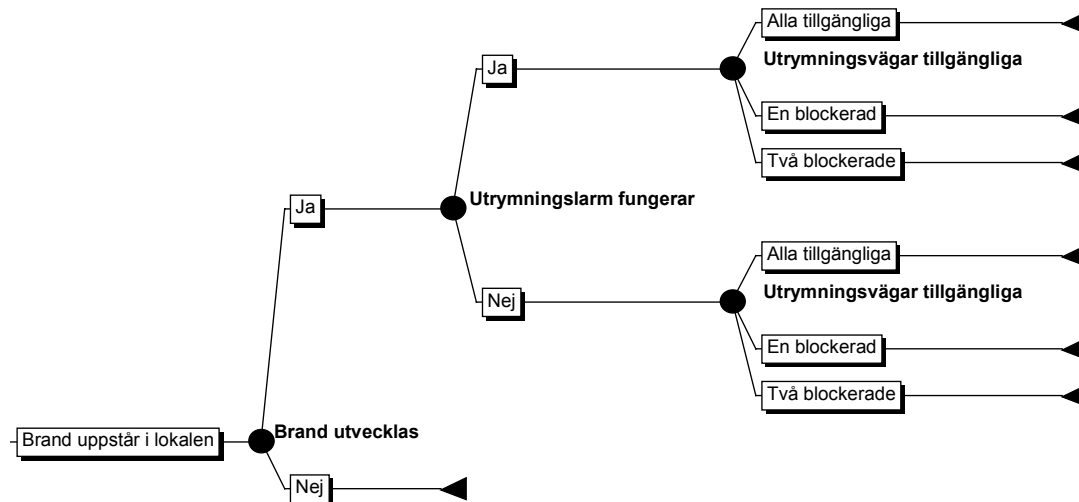 Alla tillgängliga
Utrymningsvägar tillgängliga
Ja
En blockerad
Två blockerade
Ja
Utrymningslarm fungerar
Alla tillgängliga
Utrymningsvägar tillgängliga
Nej
En blockerad
Två blockerade
Brand uppstår i lokalen
Brand utvecklas
Nej